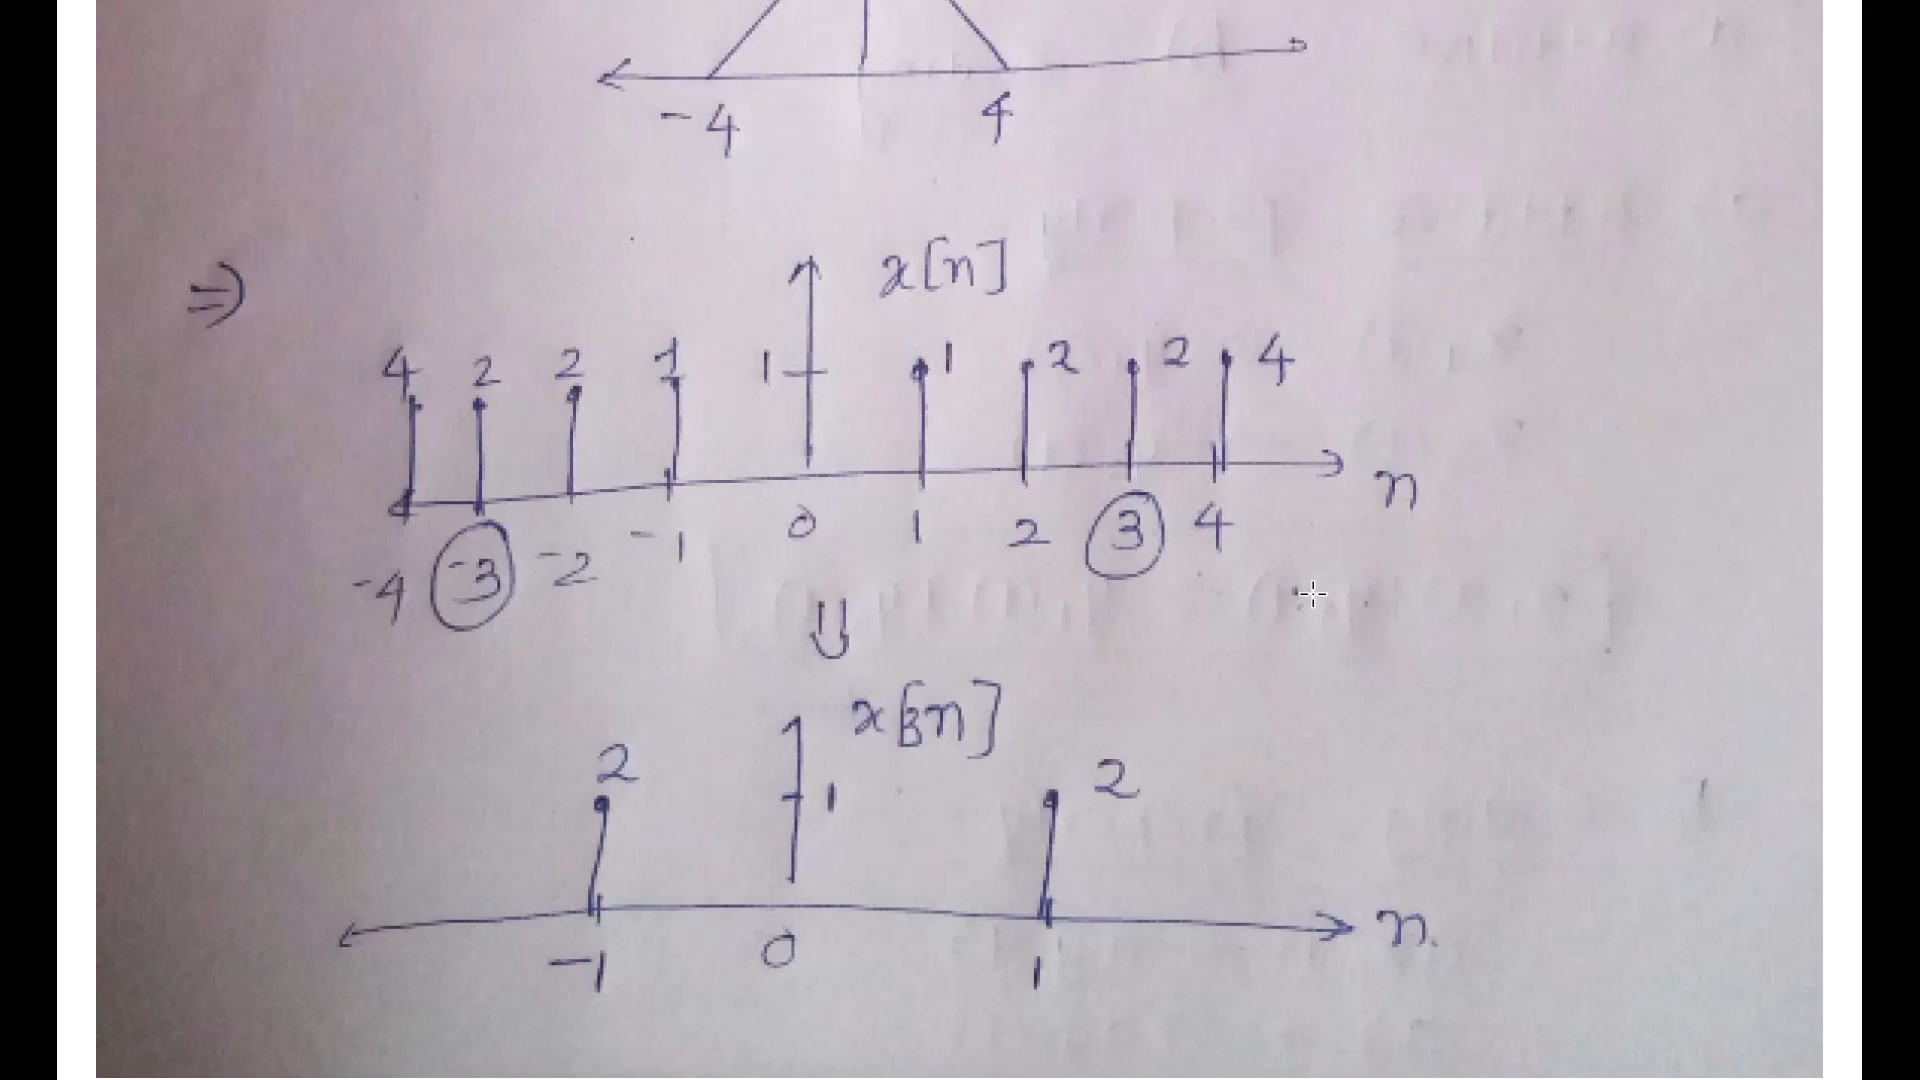 -4 4
⇒ x[n]
4 2 2 1 1 1 2 2 4
-4 -3 -2 -1 0 1 2 3 4 n
⇓
x[3n]
2 1 2
-1 0 1 n.